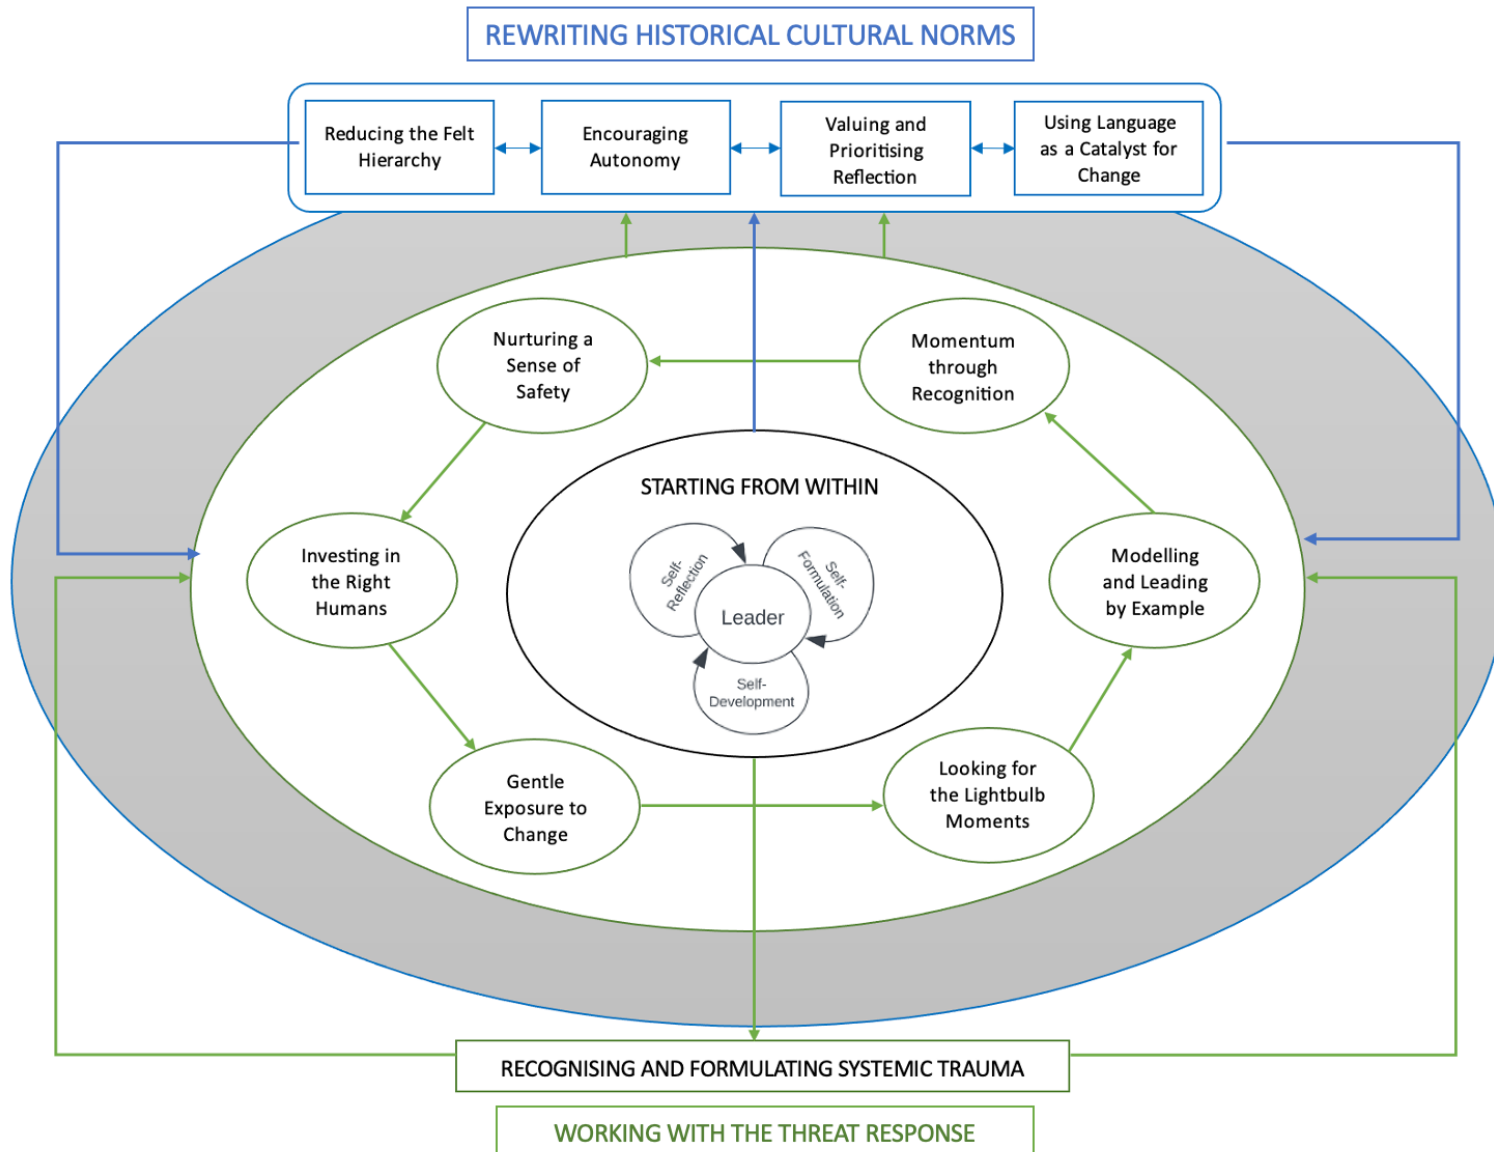 REWRITING HISTORICAL CULTURAL NORMS
Reducing the Felt
Hierarchy
Encouraging
Autonomy
Valuing and
Prioritising
Reflection
Using Language
as a Catalyst for
Change
Nurturing a
Sense of
Safety
Momentum
through
Recognition
STARTING FROM WITHIN
Self-
Reflection
Self-
Formulation
Leader
Self-
Development
Investing in
the Right
Humans
Modelling
and Leading
by Example
Gentle
Exposure to
Change
Looking for
the Lightbulb
Moments
RECOGNISING AND FORMULATING SYSTEMIC TRAUMA
WORKING WITH THE THREAT RESPONSE